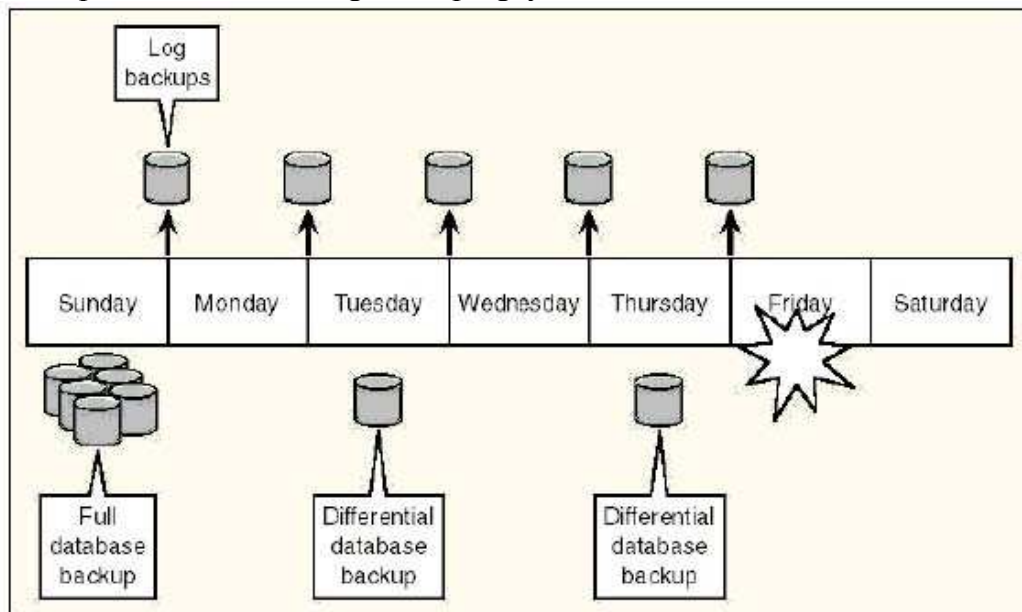 Log
backups
Sunday
Monday
Tuesday
Wednesday
Thursday
Friday
Saturday
Full
database
backup
Differential
database
backup
Differential
database
backup